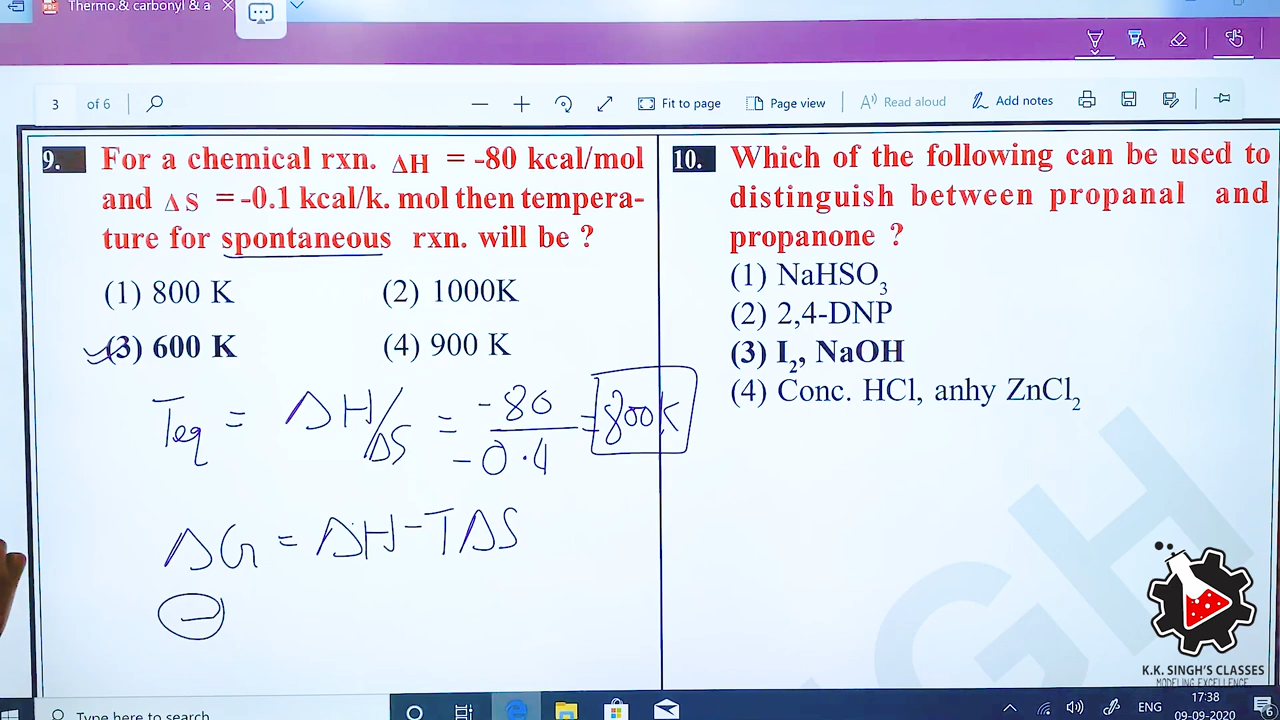 Thermo.& carbonyl & a
3 of 6
Fit to page
Page view
Read aloud
Add notes
9. For a chemical rxn. ΔH = -80 kcal/mol
and Δ S = -0.1 kcal/k. mol then tempera-
ture for spontaneous rxn. will be ?
(1) 800 K (2) 1000K
(3) 600 K (4) 900 K
Teq = ΔH/ΔS = -80/-0.1 = 800K
ΔG = ΔH - TΔS
-
10. Which of the following can be used to
distinguish between propanal and
propanone ?
(1) NaHSO3
(2) 2,4-DNP
(3) I2, NaOH
(4) Conc. HCl, anhy ZnCl2
GH
K.K. SINGH'S CLASSES
MODELING EXCELLENCE
Type here to search
ENG
17:38
09-09-2020
6